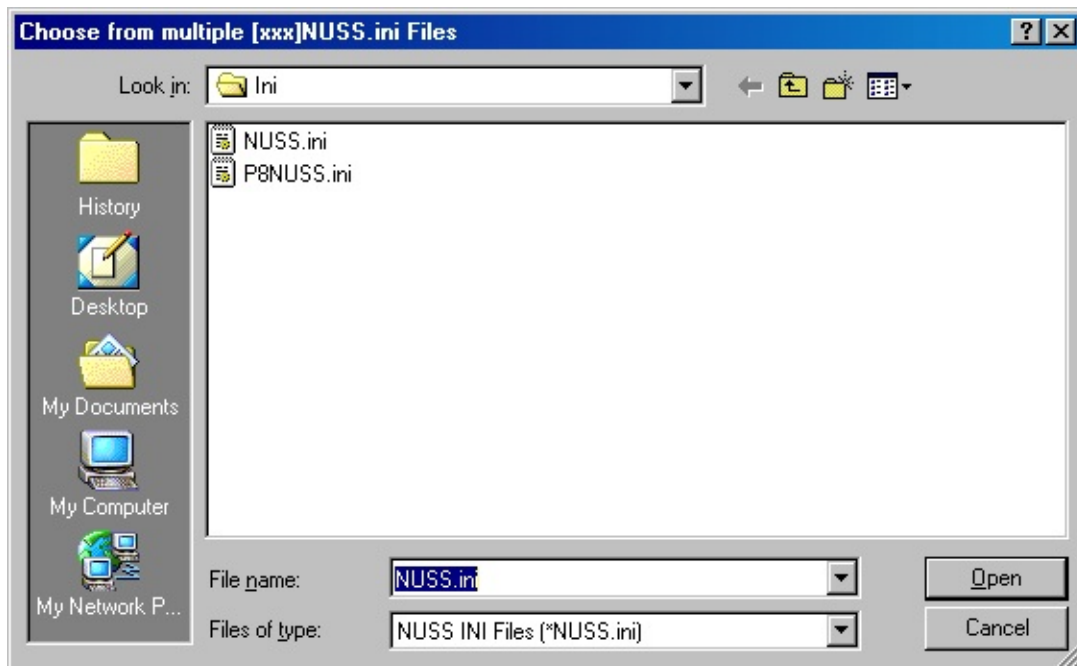 Choose from multiple [xxx]NUSS.ini Files
Look in:
Ini
NUSS.ini
P8NUSS.ini
History
Desktop
My Documents
My Computer
My Network P...
File name:
NUSS.ini
Open
Files of type:
NUSS INI Files (*NUSS.ini)
Cancel